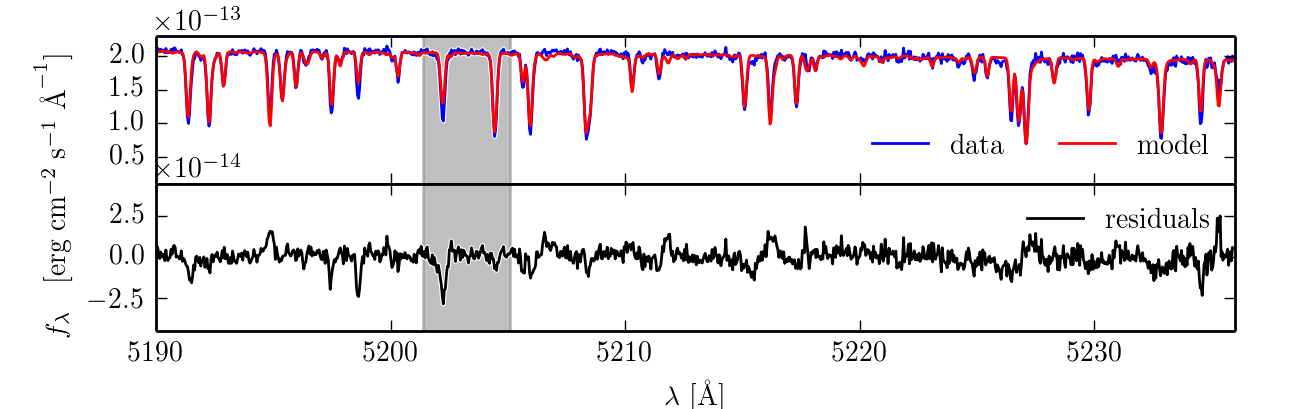 ×10⁻¹³
2.0
1.5
1.0
0.5
data
model
×10⁻¹⁴
2.5
0.0
−2.5
residuals
f_λ [erg cm⁻² s⁻¹ Å⁻¹]
5190
5200
5210
5220
5230
λ [Å]